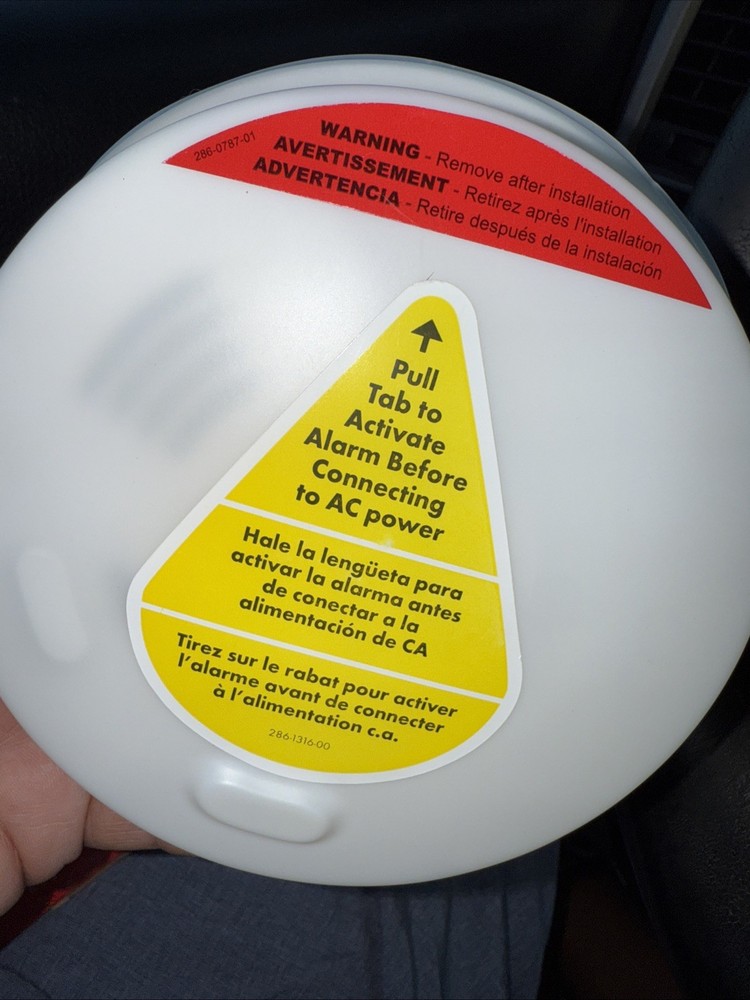 286-0787-01
WARNING - Remove after installation
AVERTISSEMENT - Retirez après l'installation
ADVERTENCIA - Retire después de la instalación
Pull
Tab to
Activate
Alarm Before
Connecting
to AC power
Hale la lengüeta para
activar la alarma antes
de conectar a la
alimentación de CA
Tirez sur le rabat pour activer
l'alarme avant de connecter
à l'alimentation c.a.
286-1316-00